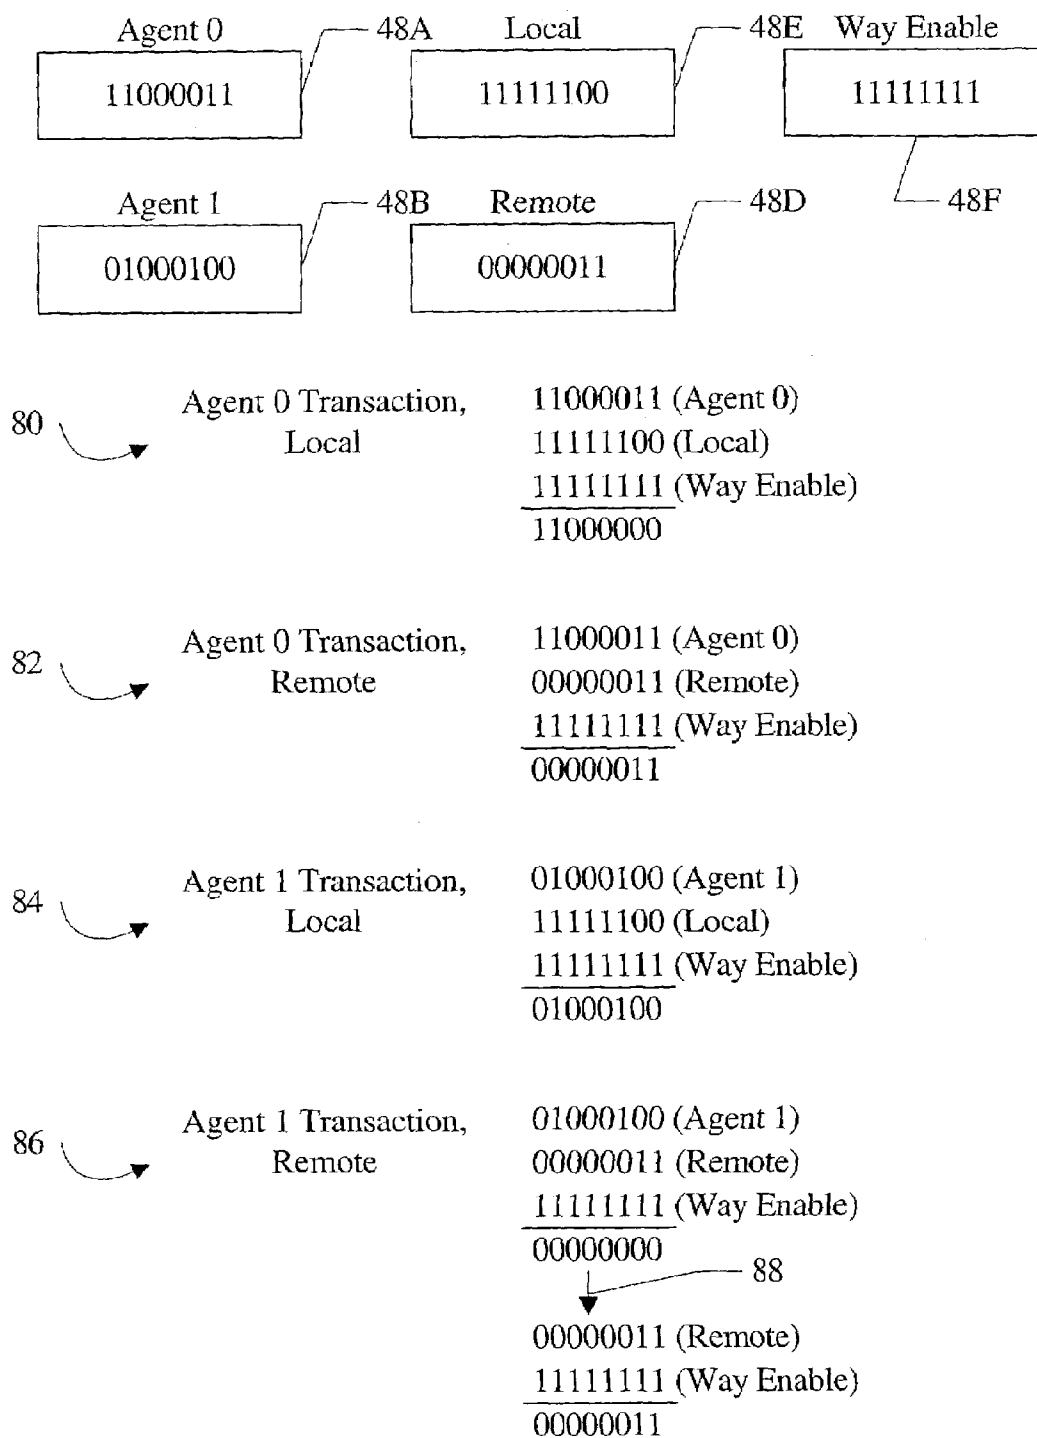 Agent 0 48A Local 48E Way Enable
11000011 11111100 11111111
Agent 1 48B Remote 48D 48F
01000100 00000011
80 Agent 0 Transaction, Local
11000011 (Agent 0)
11111100 (Local)
11111111 (Way Enable)
11000000
82 Agent 0 Transaction, Remote
11000011 (Agent 0)
00000011 (Remote)
11111111 (Way Enable)
00000011
84 Agent 1 Transaction, Local
01000100 (Agent 1)
11111100 (Local)
11111111 (Way Enable)
01000100
86 Agent 1 Transaction, Remote
01000100 (Agent 1)
00000011 (Remote)
11111111 (Way Enable)
00000000
88
00000011 (Remote)
11111111 (Way Enable)
00000011